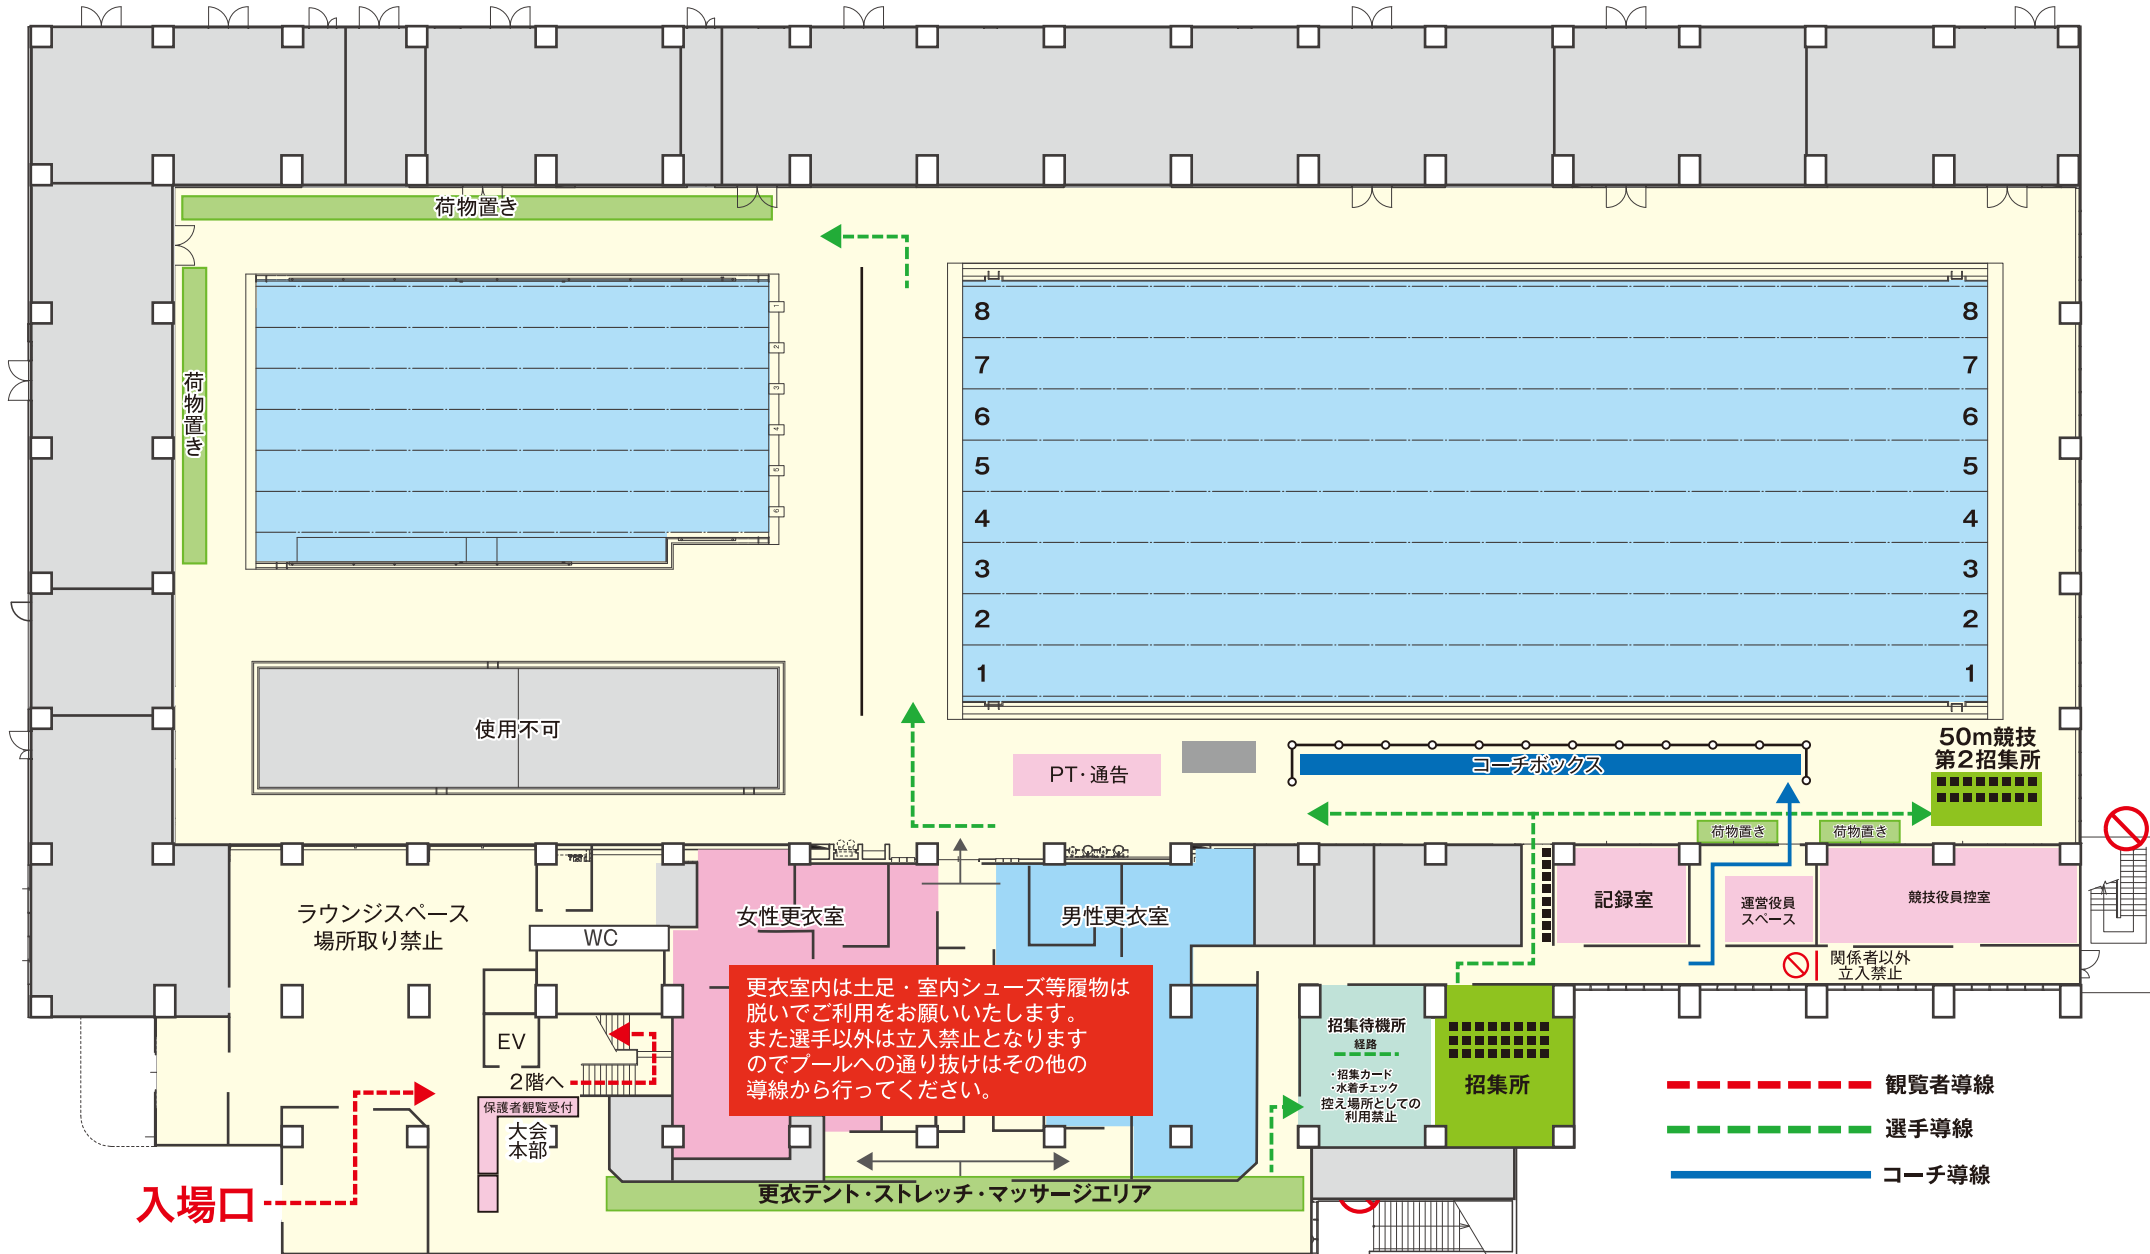 荷物置き
荷物置き
1
2
3
4
5
6
8
7
6
5
4
3
2
1
8
7
6
5
4
3
2
1
使用不可
PT・通告
コーチボックス
50m競技
第2招集所
荷物置き
荷物置き
ラウンジスペース
場所取り禁止
WC
女性更衣室
男性更衣室
記録室
運営役員
スペース
競技役員控室
関係者以外
立入禁止
更衣室内は土足・室内シューズ等履物は
脱いでご利用をお願いいたします。
また選手以外は立入禁止となります
のでプールへの通り抜けはその他の
導線から行ってください。
EV
2階へ
保護者観覧受付
大会
本部
招集待機所
経路
・招集カード
・水着チェック
控え場所としての
利用禁止
招集所
入場口
更衣テント・ストレッチ・マッサージエリア
観覧者導線
選手導線
コーチ導線